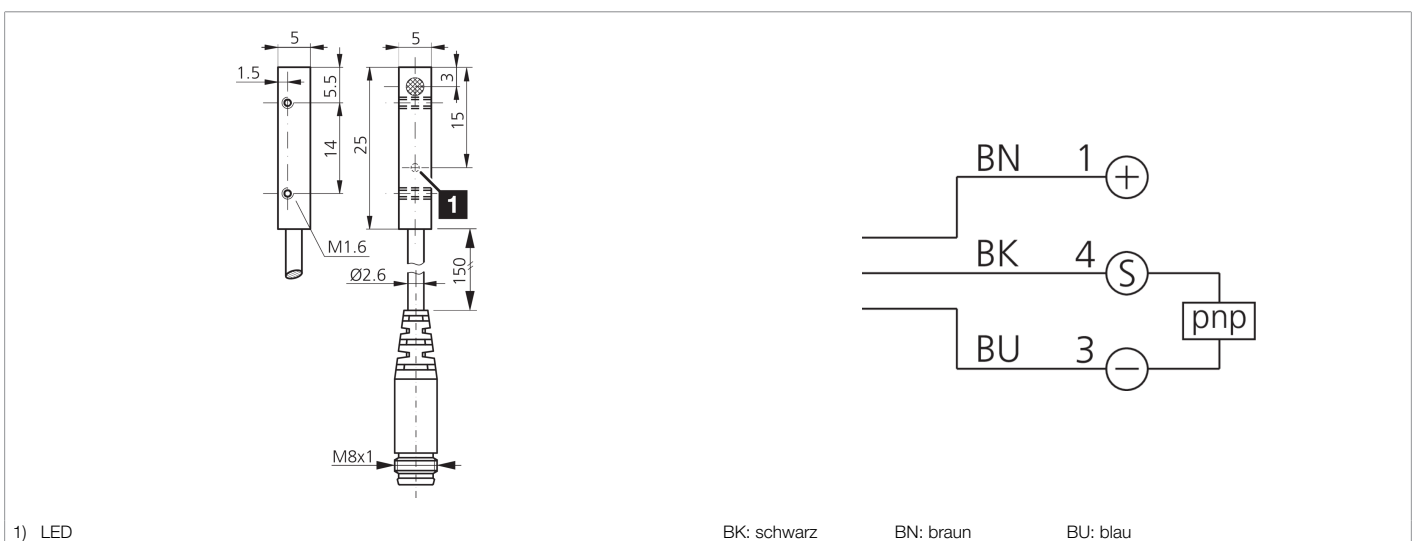 5
5
1.5
5.5
3
14
25
15
1
M1.6
Ø2.6
150
M8x1
BN 1 +
BK 4 S
pnp
BU 3 −
1) LED
BK: schwarz BN: braun BU: blau